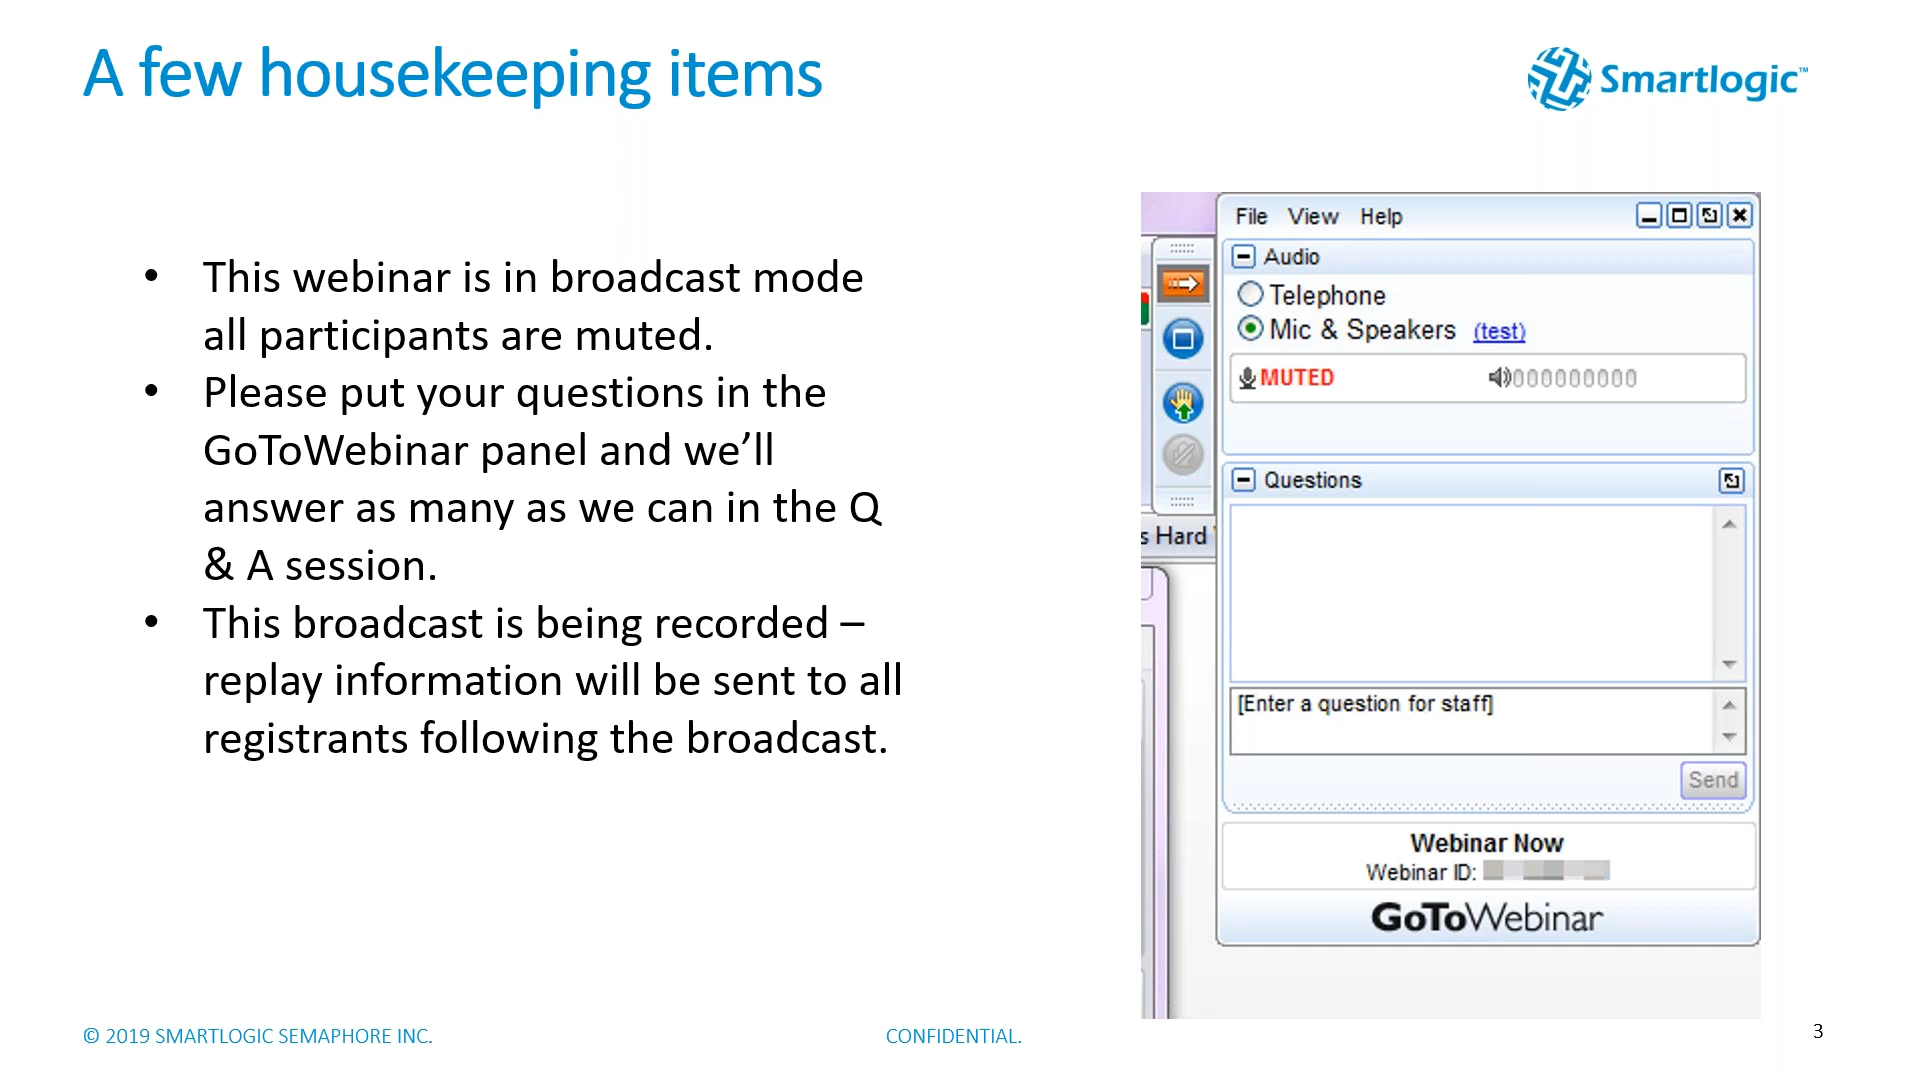 A few housekeeping items
Smartlogic™
• This webinar is in broadcast mode
all participants are muted.
• Please put your questions in the
GoToWebinar panel and we’ll
answer as many as we can in the Q
& A session.
• This broadcast is being recorded –
replay information will be sent to all
registrants following the broadcast.
File View Help
Audio
Telephone
Mic & Speakers (test)
MUTED
Questions
s Hard
[Enter a question for staff]
Send
Webinar Now
Webinar ID:
GoToWebinar
© 2019 SMARTLOGIC SEMAPHORE INC.
CONFIDENTIAL.
3